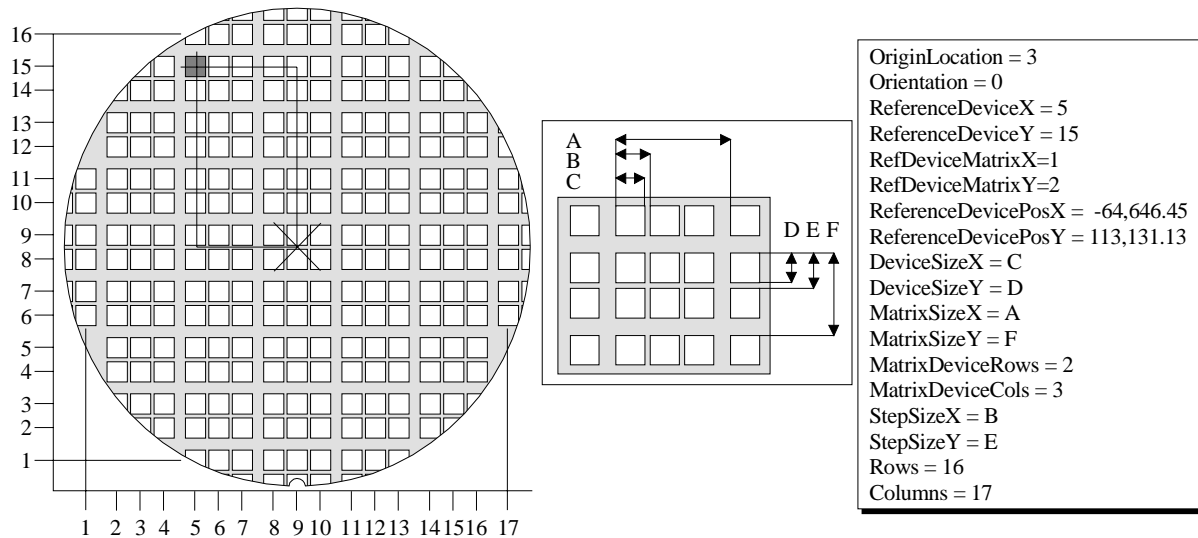 16
15
14
13
12
11
10
9
8
7
6
5
4
3
2
1
1 2 3 4 5 6 7 8 9 10 11 12 13 14 15 16 17
A
B
C
D E F
OriginLocation = 3
Orientation = 0
ReferenceDeviceX = 5
ReferenceDeviceY = 15
RefDeviceMatrixX=1
RefDeviceMatrixY=2
ReferenceDevicePosX = -64,646.45
ReferenceDevicePosY = 113,131.13
DeviceSizeX = C
DeviceSizeY = D
MatrixSizeX = A
MatrixSizeY = F
MatrixDeviceRows = 2
MatrixDeviceCols = 3
StepSizeX = B
StepSizeY = E
Rows = 16
Columns = 17